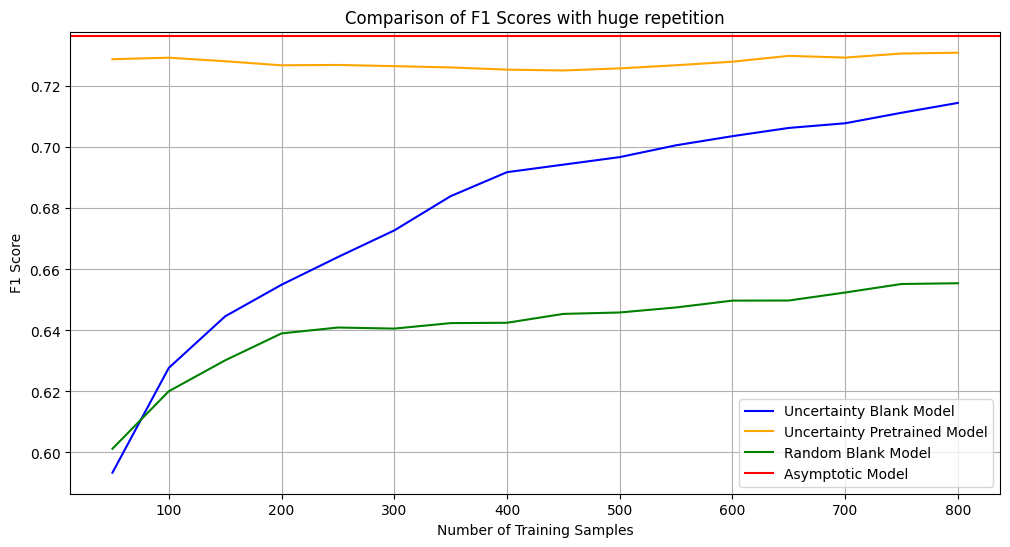 Comparison of F1 Scores with huge repetition
F1 Score
0.72
0.70
0.68
0.66
0.64
0.62
0.60
100 200 300 400 500 600 700 800
Number of Training Samples
Uncertainty Blank Model
Uncertainty Pretrained Model
Random Blank Model
Asymptotic Model